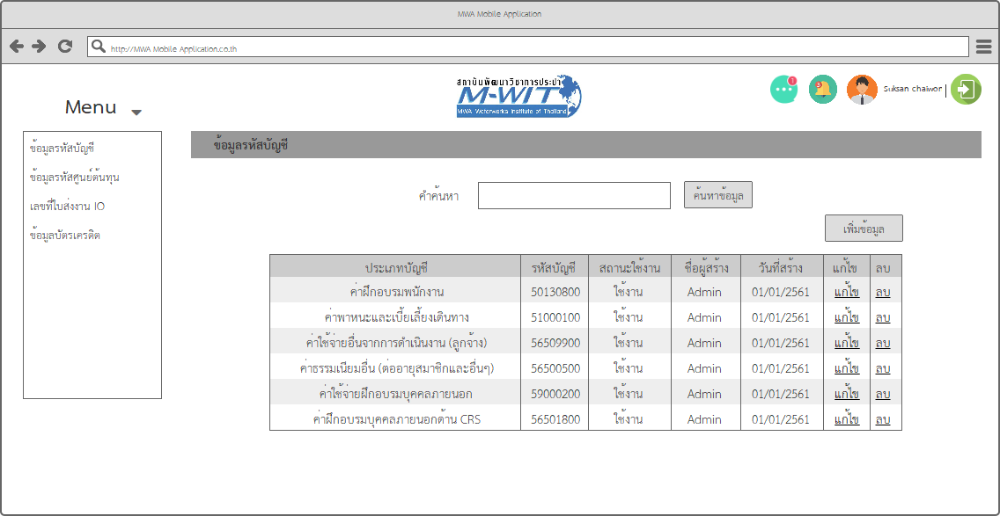 MWA Mobile Application
http://MWA Mobile Application.co.th
สถาบันพัฒนาวิชาการประปา
M-WIT
MWA Waterworks Institute of Thailand
1
3
Suksan chaiwor
Menu
ข้อมูลรหัสบัญชี
ข้อมูลรหัสศูนย์ต้นทุน
เลขที่ใบสั่งงาน IO
ข้อมูลบัตรเครดิต
ข้อมูลรหัสบัญชี
คำค้นหา ค้นหาข้อมูล
เพิ่มข้อมูล
ประเภทบัญชี รหัสบัญชี สถานะใช้งาน ชื่อผู้สร้าง วันที่สร้าง แก้ไข ลบ
ค่าฝึกอบรมพนักงาน 50130800 ใช้งาน Admin 01/01/2561 แก้ไข ลบ
ค่าพาหนะและเบี้ยเลี้ยงเดินทาง 51000100 ใช้งาน Admin 01/01/2561 แก้ไข ลบ
ค่าใช้จ่ายอื่นจากการดำเนินงาน (ลูกจ้าง) 56509900 ใช้งาน Admin 01/01/2561 แก้ไข ลบ
ค่าธรรมเนียมอื่น (ต่ออายุสมาชิกและอื่นๆ) 56500500 ใช้งาน Admin 01/01/2561 แก้ไข ลบ
ค่าใช้จ่ายฝึกอบรมบุคคลภายนอก 59000200 ใช้งาน Admin 01/01/2561 แก้ไข ลบ
ค่าฝึกอบรมบุคคลภายนอกด้าน CRS 56501800 ใช้งาน Admin 01/01/2561 แก้ไข ลบ